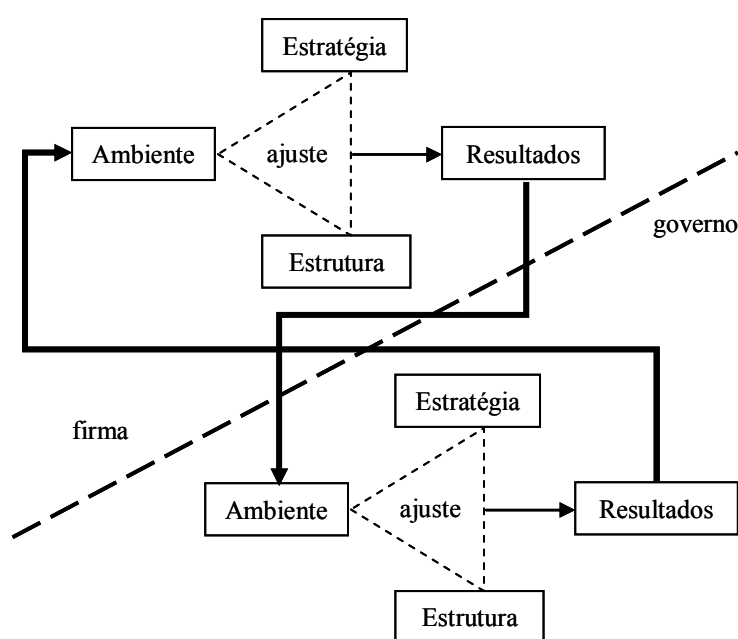 Estratégia
Ambiente
ajuste
Resultados
Estrutura
governo
firma
Estratégia
Ambiente
ajuste
Resultados
Estrutura